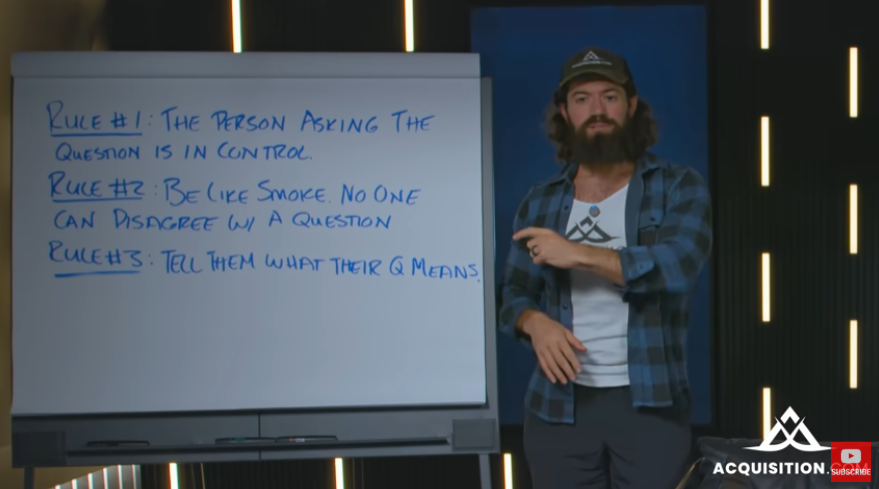 RULE #1: THE PERSON ASKING THE
QUESTION IS IN CONTROL.
RULE #2: BE LIKE SMOKE. NO ONE
CAN DISAGREE W/ A QUESTION
RULE #3: TELL THEM WHAT THEIR Q MEANS.
ACQUISITION.COM
SUBSCRIBE